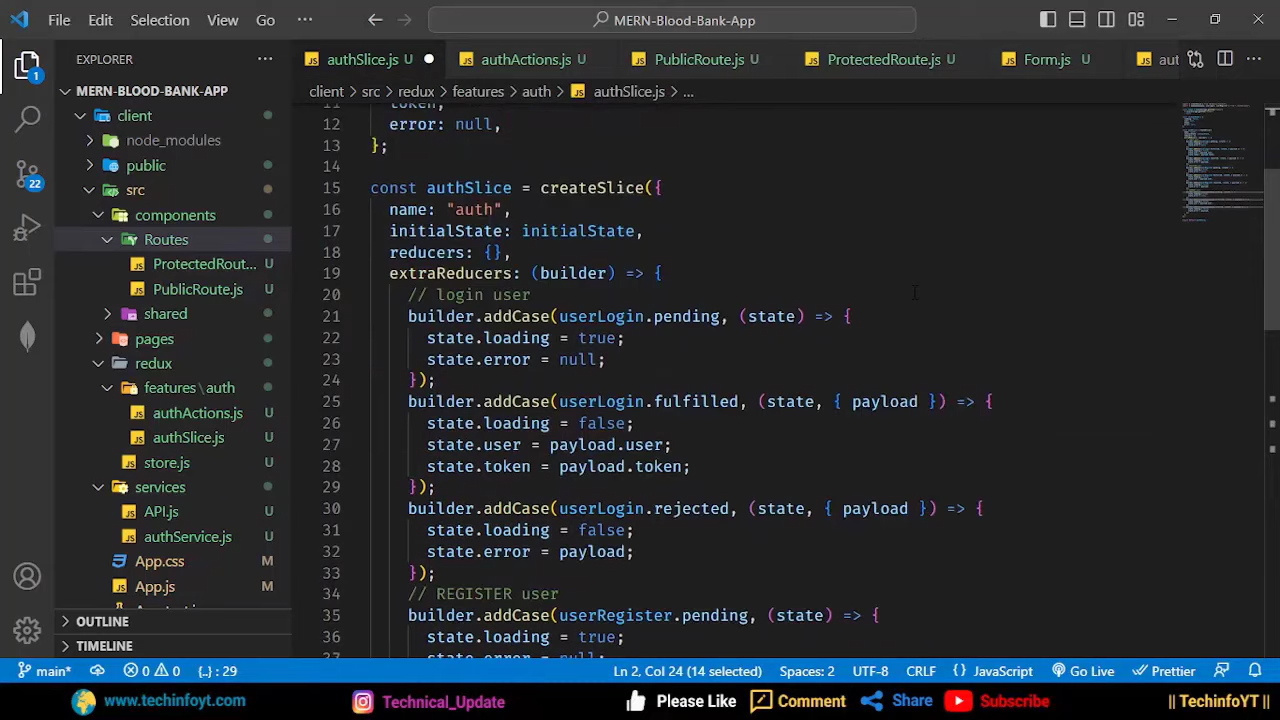 File Edit Selection View Go ··· MERN-Blood-Bank-App
EXPLORER ···
authSlice.js U authActions.js U PublicRoute.js U ProtectedRoute.js U Form.js U aut ···
MERN-BLOOD-BANK-APP
client > src > redux > features > auth > authSlice.js > ...
1
22
client
node_modules
public
src
components
Routes
ProtectedRout... U
PublicRoute.js U
shared
pages
redux
features\auth
authActions.js U
authSlice.js U
store.js U
services
API.js U
authService.js U
App.css M
App.js M
OUTLINE
TIMELINE
11 token,
12 error: null,
13 };
14
15 const authSlice = createSlice({
16 name: "auth",
17 initialState: initialState,
18 reducers: {},
19 extraReducers: (builder) => {
20 // login user
21 builder.addCase(userLogin.pending, (state) => {
22 state.loading = true;
23 state.error = null;
24 });
25 builder.addCase(userLogin.fulfilled, (state, { payload }) => {
26 state.loading = false;
27 state.user = payload.user;
28 state.token = payload.token;
29 });
30 builder.addCase(userLogin.rejected, (state, { payload }) => {
31 state.loading = false;
32 state.error = payload;
33 });
34 // REGISTER user
35 builder.addCase(userRegister.pending, (state) => {
36 state.loading = true;
37 state.error = null;
main* 0 0 {..} : 29 Ln 2, Col 24 (14 selected) Spaces: 2 UTF-8 CRLF {} JavaScript Go Live Prettier
www.techinfoyt.com Technical_Update Please Like Comment Share Subscribe || TechinfoYT ||